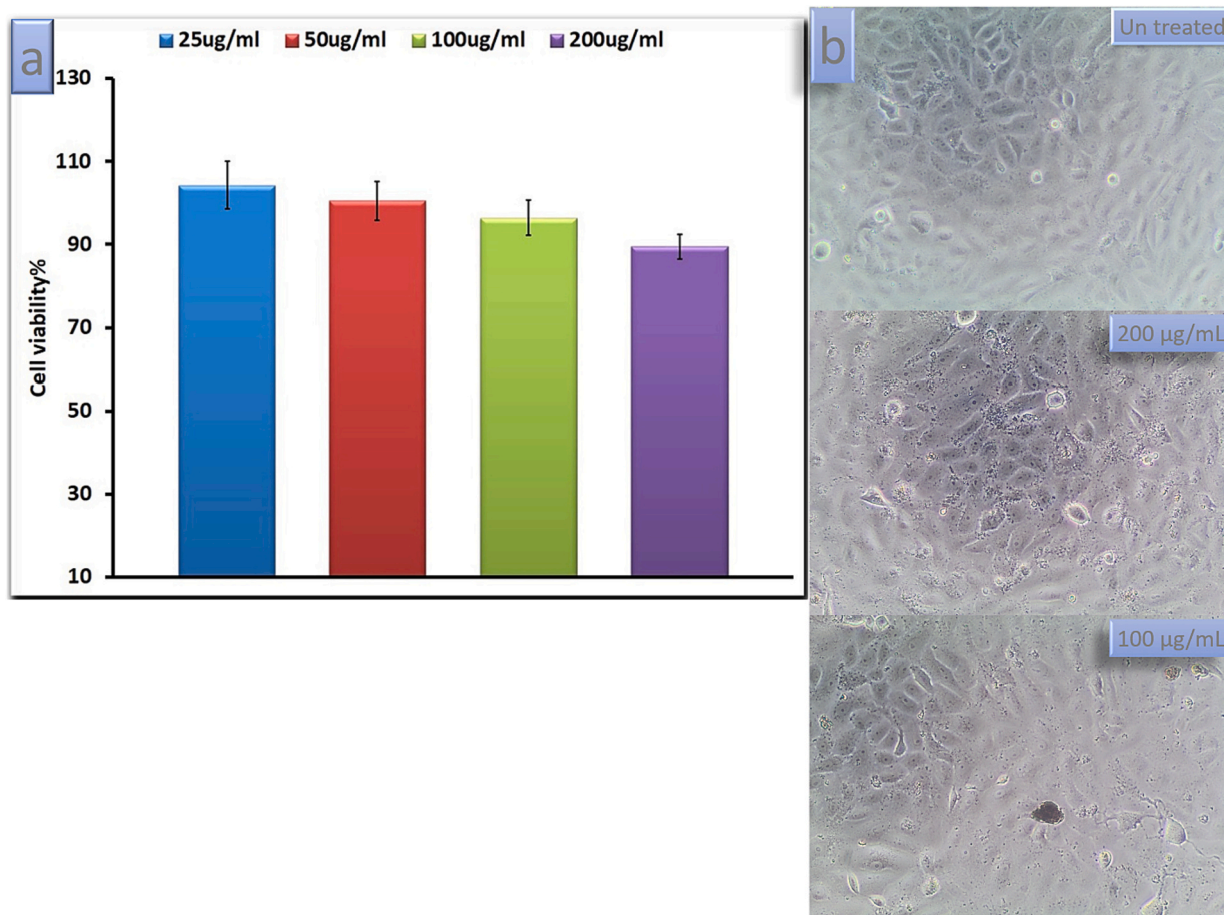 a
25ug/ml 50ug/ml 100ug/ml 200ug/ml
Cell viability%
130
110
90
70
50
30
10
b
Un treated
200 µg/mL
100 µg/mL